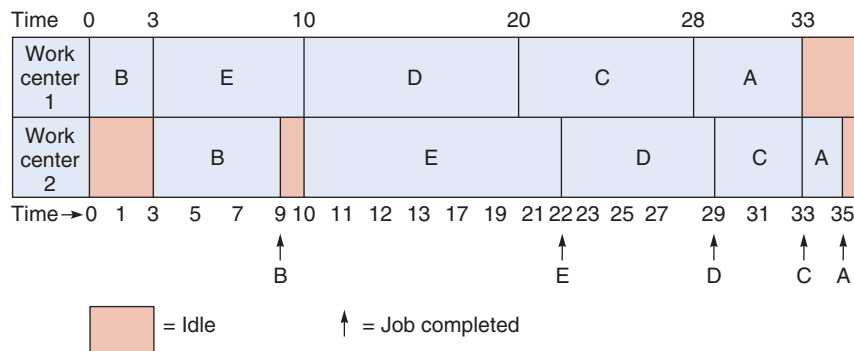 Time 0 3 10 20 28 33
Work center 1 B E D C A
Work center 2 B E D C A
Time→0 1 3 5 7 9 10 11 12 13 17 19 21 22 23 25 27 29 31 33 35
B E D C A
= Idle = Job completed